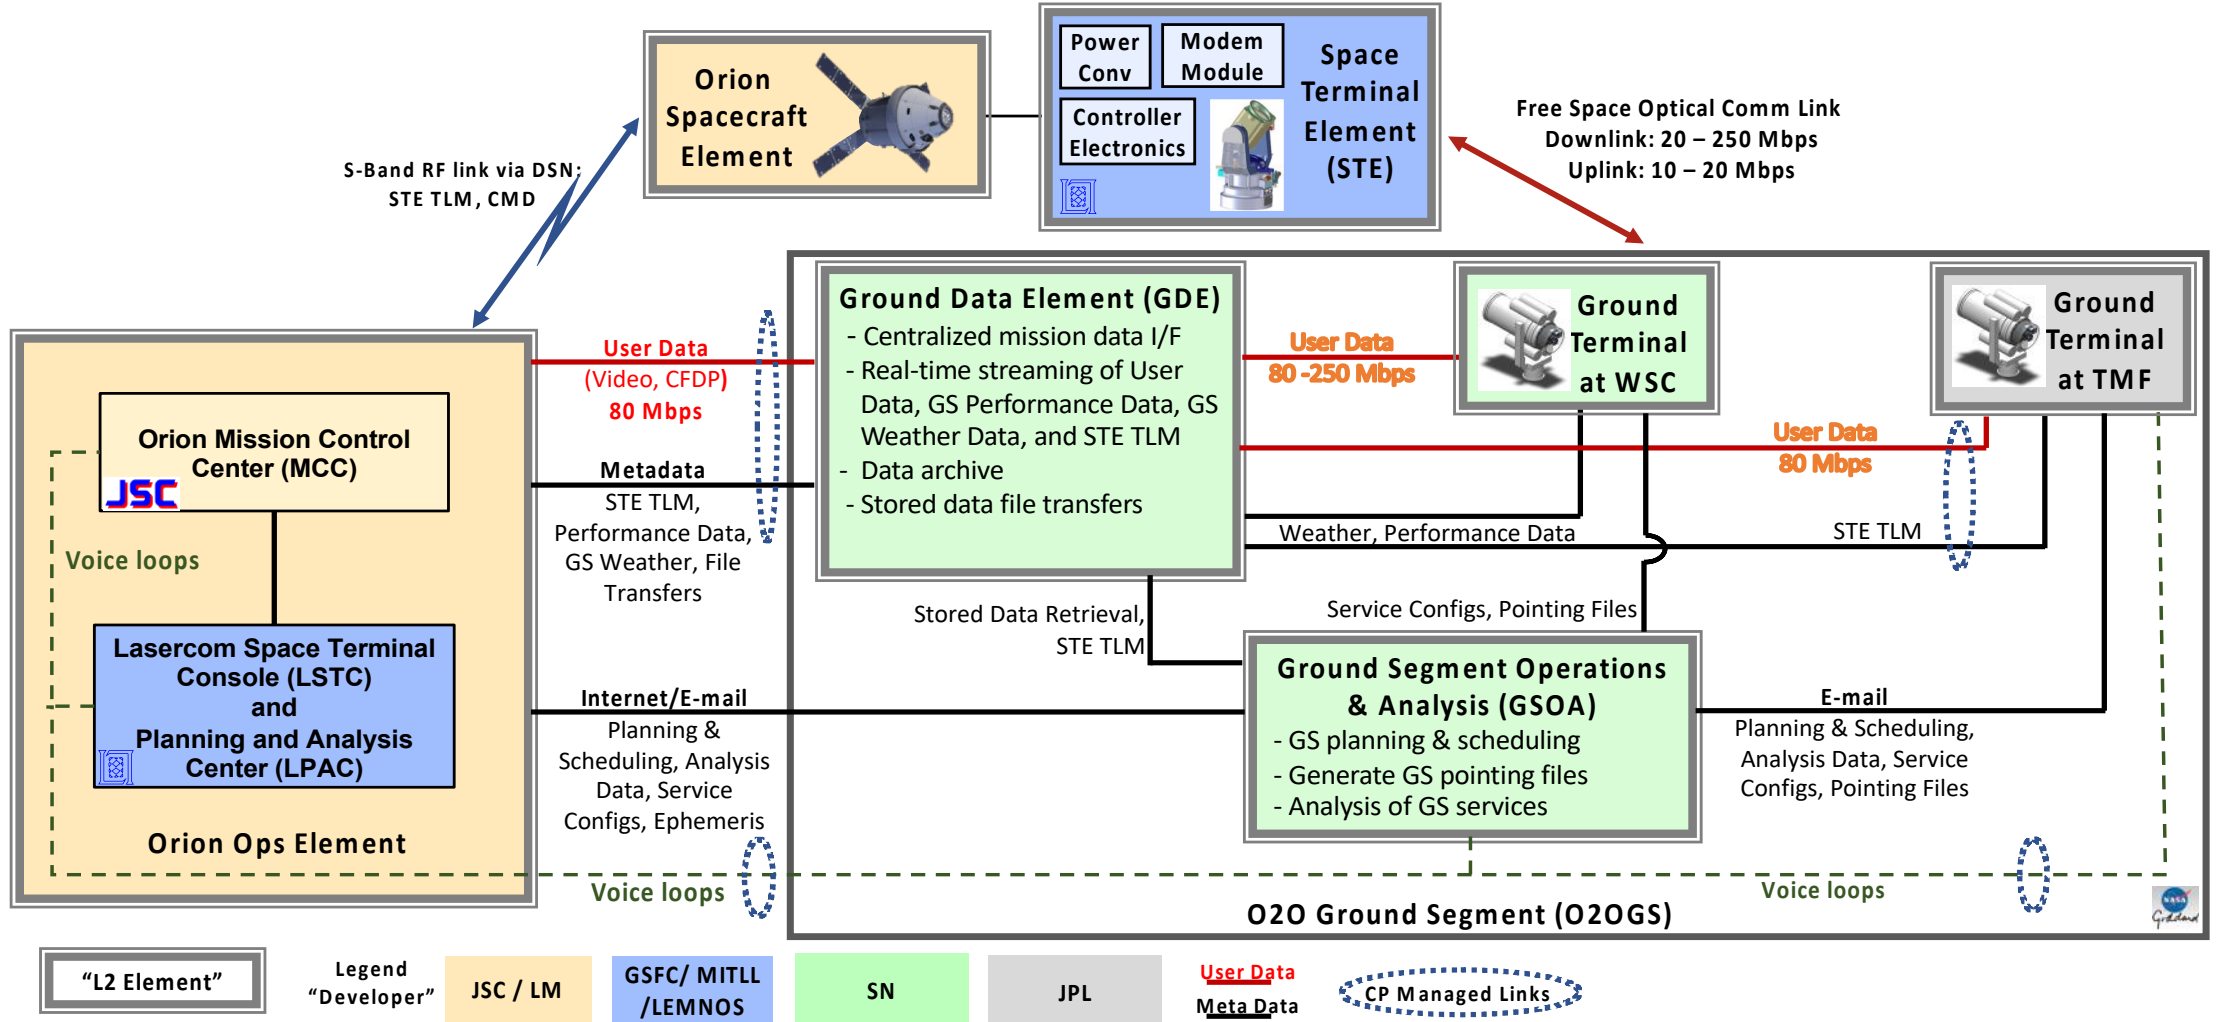 Orion
Spacecraft
Element
Power
Conv
Modem
Module
Controller
Electronics
Space
Terminal
Element
(STE)
Free Space Optical Comm Link
Downlink: 20 – 250 Mbps
Uplink: 10 – 20 Mbps
S-Band RF link via DSN:
STE TLM, CMD
Ground Data Element (GDE)
- Centralized mission data I/F
- Real-time streaming of User
Data, GS Performance Data, GS
Weather Data, and STE TLM
- Data archive
- Stored data file transfers
User Data
80 -250 Mbps
Ground
Terminal
at WSC
Ground
Terminal
at TMF
User Data
80 Mbps
User Data
(Video, CFDP)
80 Mbps
Metadata
STE TLM,
Performance Data,
GS Weather, File
Transfers
Orion Mission Control
Center (MCC)
JSC
Voice loops
Lasercom Space Terminal
Console (LSTC)
and
Planning and Analysis
Center (LPAC)
Orion Ops Element
Weather, Performance Data
STE TLM
Stored Data Retrieval,
STE TLM
Service Configs, Pointing Files
Internet/E-mail
Planning &
Scheduling, Analysis
Data, Service
Configs, Ephemeris
Ground Segment Operations
& Analysis (GSOA)
- GS planning & scheduling
- Generate GS pointing files
- Analysis of GS services
E-mail
Planning & Scheduling,
Analysis Data, Service
Configs, Pointing Files
Voice loops
Voice loops
O2O Ground Segment (O2OGS)
NASA
Goddard
“L2 Element”
Legend
“Developer”
JSC / LM
GSFC/ MITLL
/LEMNOS
SN
JPL
User Data
Meta Data
CP Managed Links